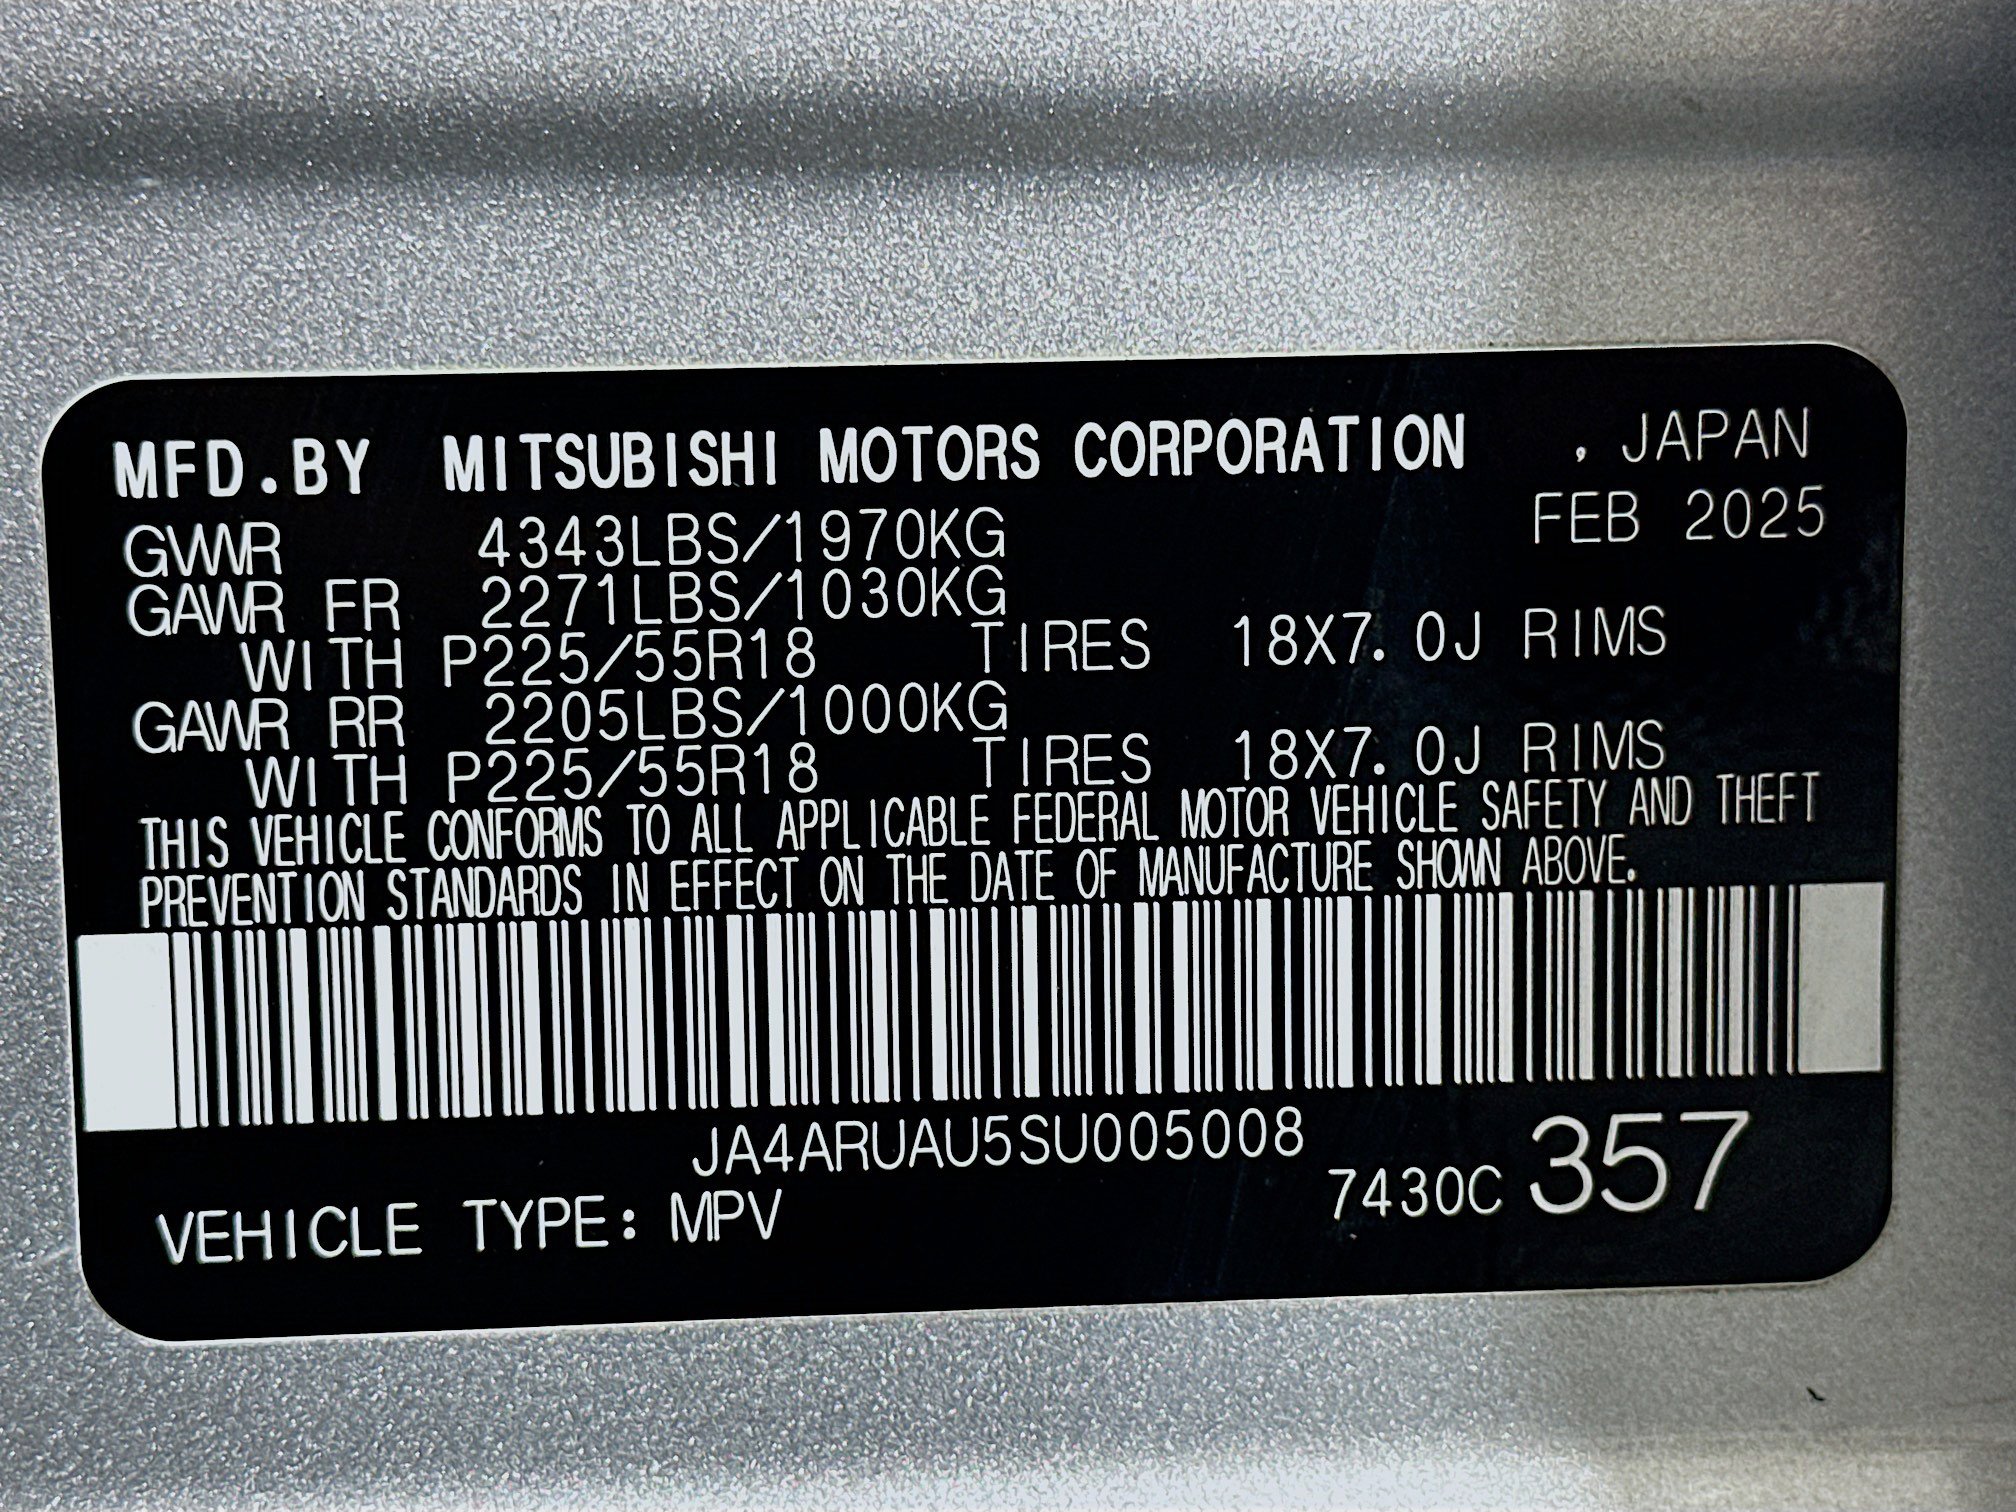 MFD.BY MITSUBISHI MOTORS CORPORATION , JAPAN
GVWR 4343LBS/1970KG FEB 2025
GAWR FR 2271LBS/1030KG
WITH P225/55R18 TIRES 18X7.0J RIMS
GAWR RR 2205LBS/1000KG
WITH P225/55R18 TIRES 18X7.0J RIMS
THIS VEHICLE CONFORMS TO ALL APPLICABLE FEDERAL MOTOR VEHICLE SAFETY AND THEFT
PREVENTION STANDARDS IN EFFECT ON THE DATE OF MANUFACTURE SHOWN ABOVE.
JA4ARUAU5SU005008
VEHICLE TYPE: MPV 7430C 357